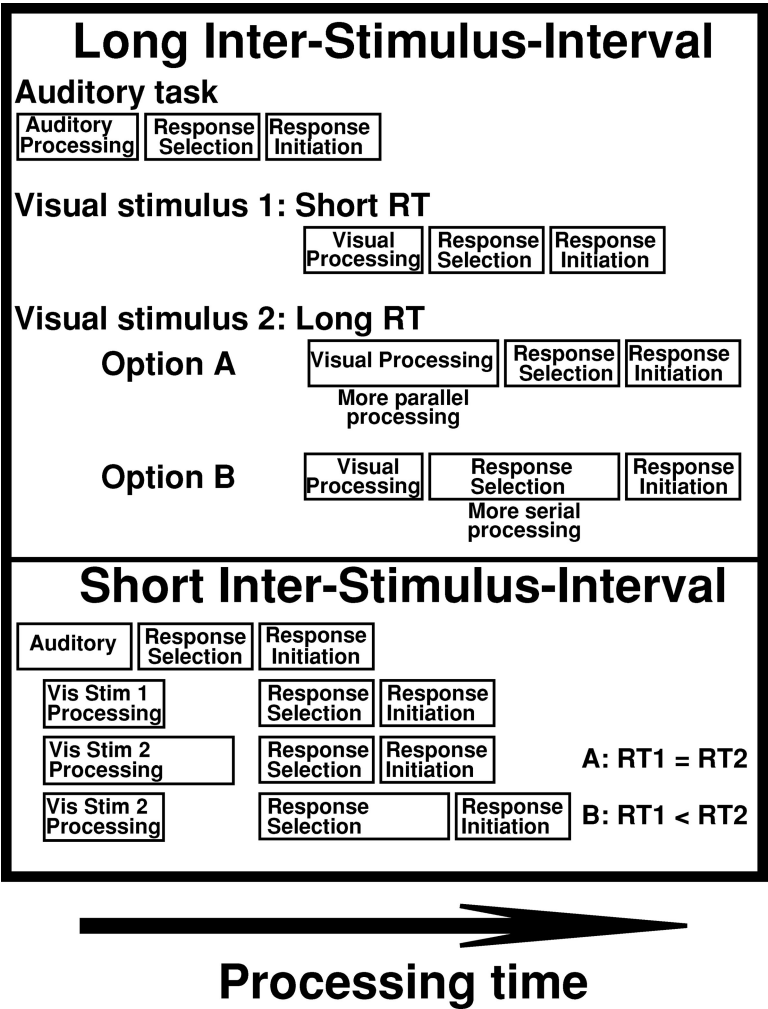 Long Inter-Stimulus-Interval
Auditory task
Auditory
Processing
Response
Selection
Response
Initiation
Visual stimulus 1: Short RT
Visual
Processing
Response
Selection
Response
Initiation
Visual stimulus 2: Long RT
Option A
Visual Processing
Response
Selection
Response
Initiation
More parallel
processing
Option B
Visual
Processing
Response
Selection
Response
Initiation
More serial
processing
Short Inter-Stimulus-Interval
Auditory
Response
Selection
Response
Initiation
Vis Stim 1
Processing
Response
Selection
Response
Initiation
Vis Stim 2
Processing
Response
Selection
Response
Initiation
A: RT1 = RT2
Vis Stim 2
Processing
Response
Selection
Response
Initiation
B: RT1 < RT2
Processing time